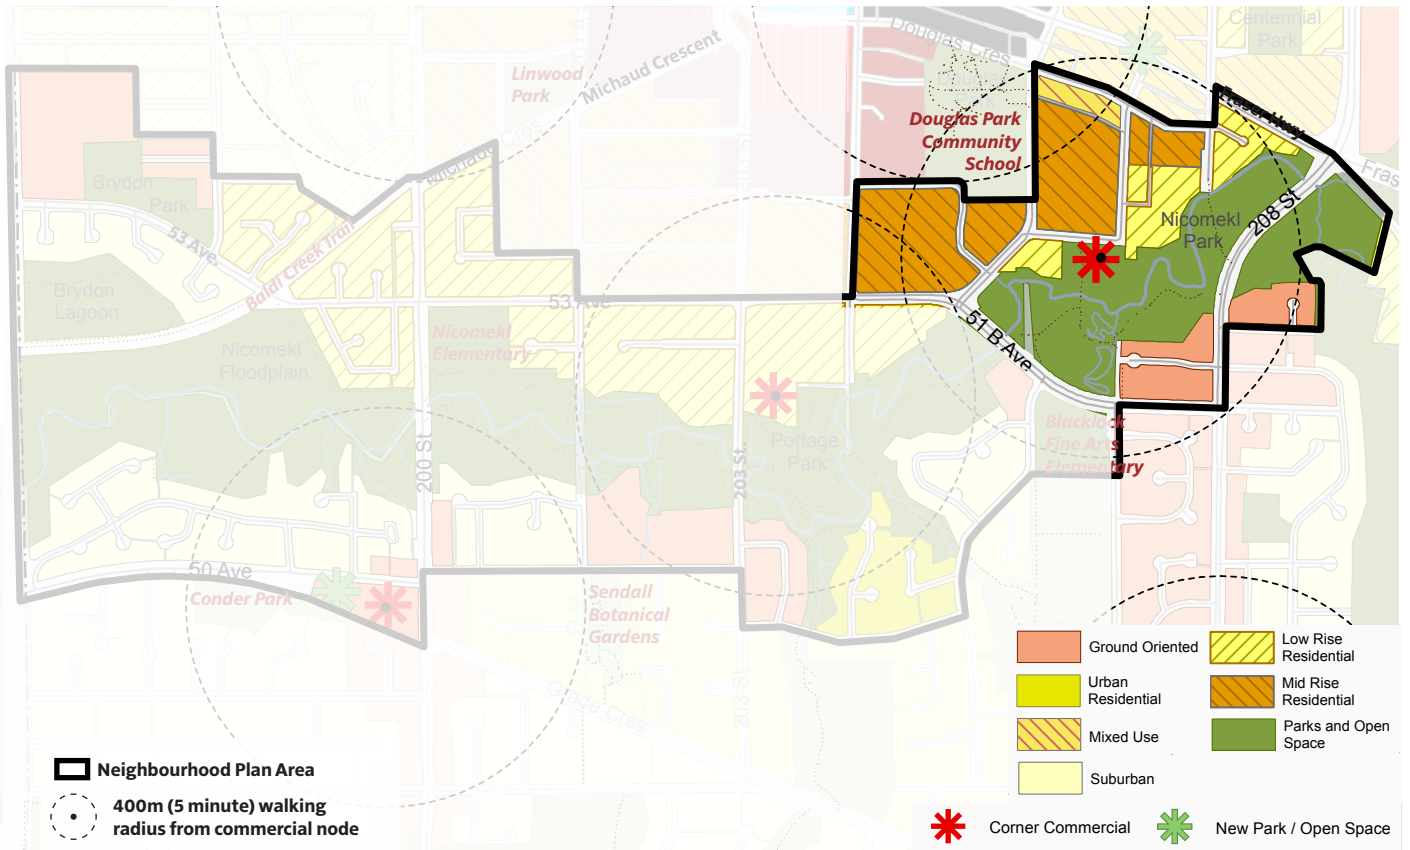 Douglas Cres
Centennial
Park
Linwood
Park
Michaud Crescent
Fraser Hwy
Douglas Park
Community
School
203 St
Brydon
Park
53 Ave.
Baldi Creek Trail
Nicomekl
Park
208 St
Brydon
Lagoon
53 Ave
Nicomekl
Elementary
Nicomekl
Floodplain
51 B Ave
200 St
203 St.
Portage
Park
Blacklock
Fine Arts
Elementary
50 Ave
Conder Park
Sendall
Botanical
Gardens
Grade Cres
203 St
Ground Oriented
Low Rise
Residential
Urban
Residential
Mid Rise
Residential
Mixed Use
Parks and Open
Space
Suburban
Neighbourhood Plan Area
400m (5 minute) walking
radius from commercial node
Corner Commercial
New Park / Open Space